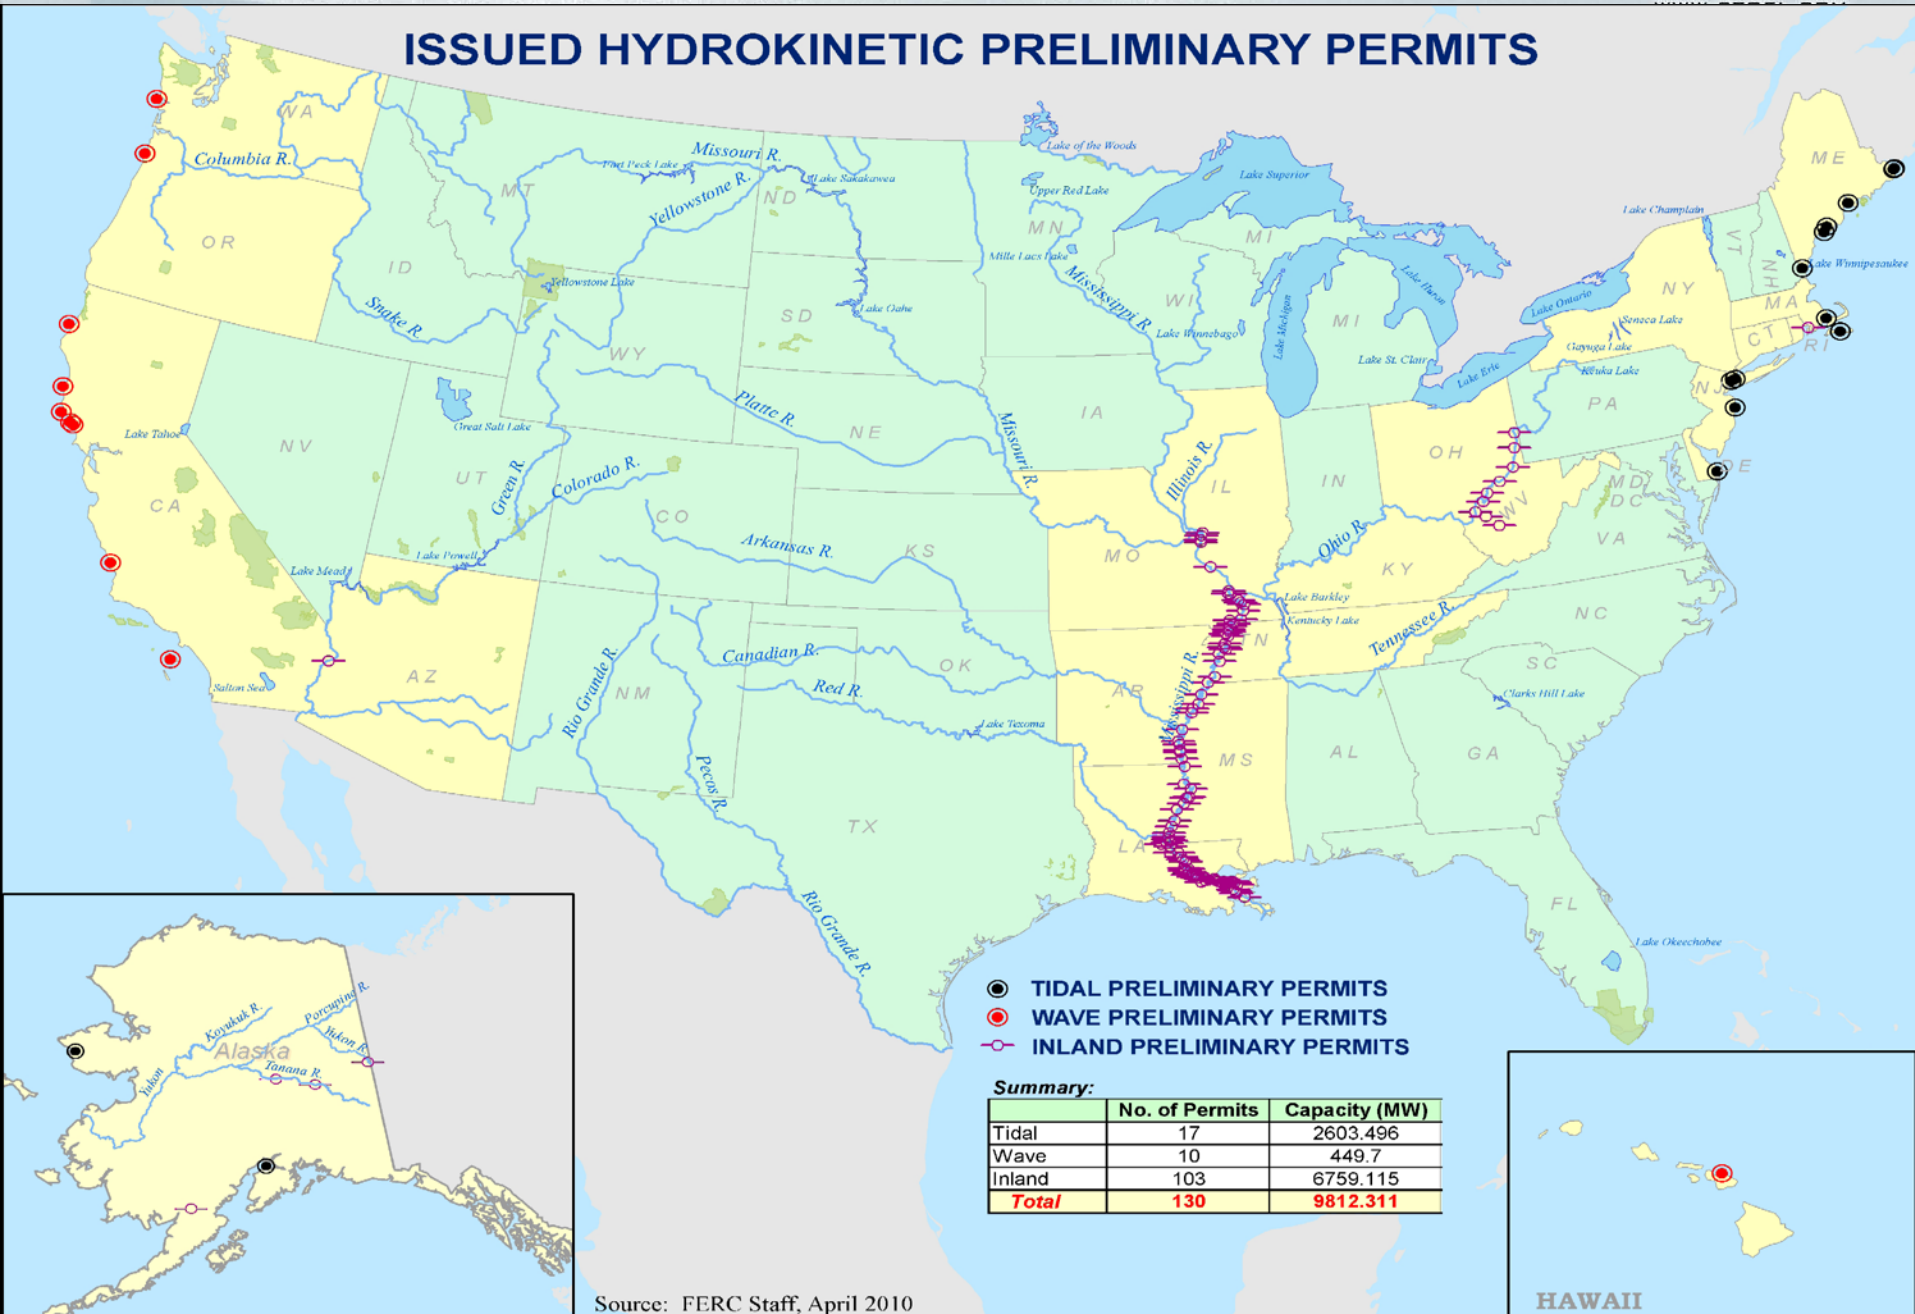 ISSUED HYDROKINETIC PRELIMINARY PERMITS
WA
Columbia R.
OR
ID
Snake R.
MT
Fort Peck Lake
Missouri R.
Yellowstone R.
Yellowstone Lake
ND
Lake Sakakawea
SD
Lake Oahe
WY
Platte R.
NE
Missouri R.
Lake of the Woods
Upper Red Lake
MN
Mille Lacs Lake
Mississippi R.
Lake Superior
MI
WI
Lake Winnebago
Lake Michigan
MI
Lake Huron
Lake St. Clair
Lake Erie
Lake Ontario
Lake Champlain
VT
NH
ME
Lake Winnipesaukee
NY
MA
CT
RI
Seneca Lake
Cayuga Lake
Keuka Lake
PA
NJ
DE
MD
DC
IA
IL
Illinois R.
IN
OH
WV
VA
Ohio R.
KY
Lake Barkley
Kentucky Lake
Tennessee R.
TN
NC
SC
Clarks Hill Lake
GA
AL
MS
Mississippi R.
AR
LA
MO
KS
Arkansas R.
CO
Colorado R.
Green R.
UT
Great Salt Lake
NV
Lake Tahoe
CA
Lake Powell
Lake Mead
Salton Sea
AZ
NM
Rio Grande R.
Pecos R.
Canadian R.
OK
Red R.
Lake Texoma
TX
Rio Grande R.
FL
Lake Okeechobee
Koyukuk R.
Porcupine R.
Yukon R.
Alaska
Tanana R.
Yukon
TIDAL PRELIMINARY PERMITS
WAVE PRELIMINARY PERMITS
INLAND PRELIMINARY PERMITS
Summary:
No. of Permits Capacity (MW)
Tidal 17 2603.496
Wave 10 449.7
Inland 103 6759.115
Total 130 9812.311
HAWAII
Source: FERC Staff, April 2010